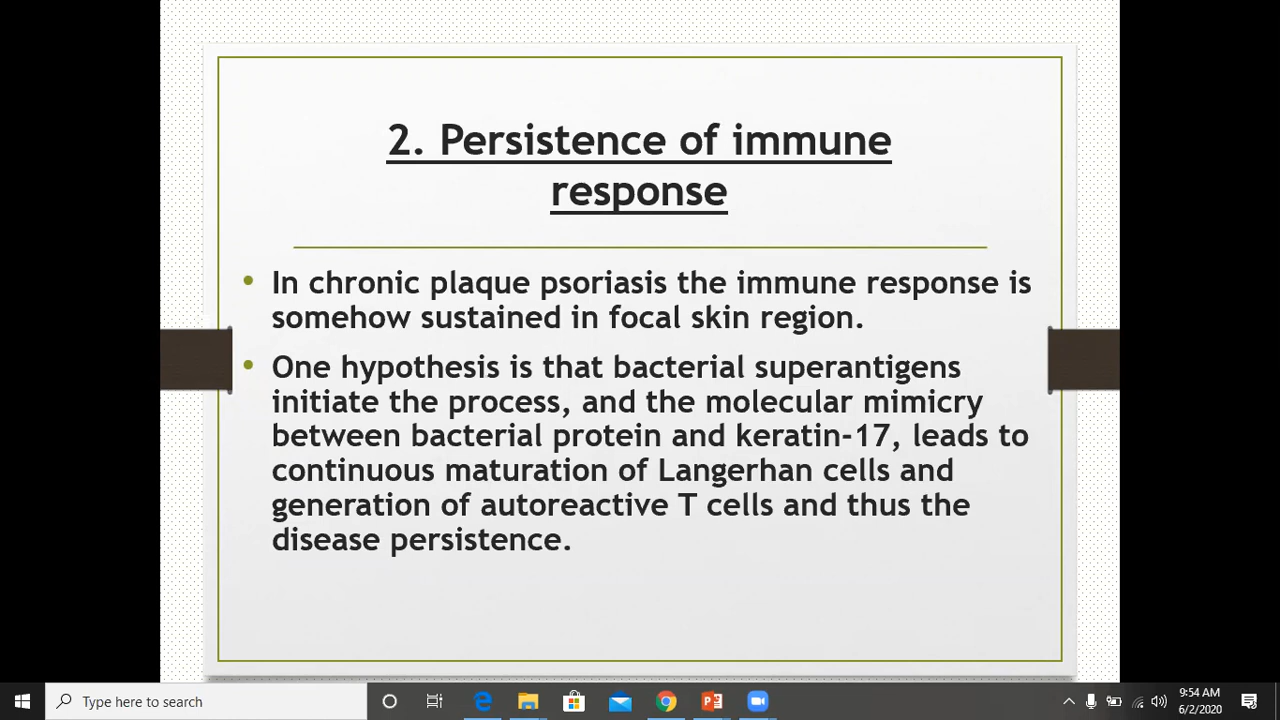 2. Persistence of immune
response
• In chronic plaque psoriasis the immune response is
somehow sustained in focal skin region.
• One hypothesis is that bacterial superantigens
initiate the process, and the molecular mimicry
between bacterial protein and keratin-17, leads to
continuous maturation of Langerhan cells and
generation of autoreactive T cells and thus the
disease persistence.
Type here to search
9:54 AM
6/2/2020